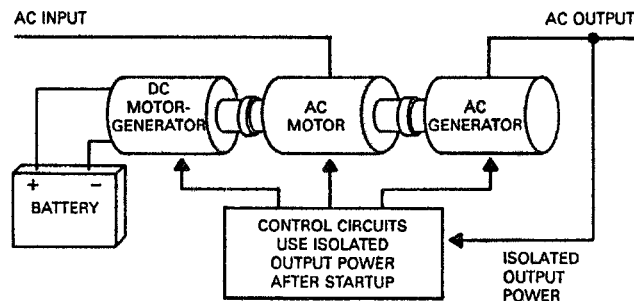 AC INPUT
AC OUTPUT
DC
MOTOR-
GENERATOR
AC
MOTOR
AC
GENERATOR
+ −
BATTERY
CONTROL CIRCUITS
USE ISOLATED
OUTPUT POWER
AFTER STARTUP
ISOLATED
OUTPUT
POWER